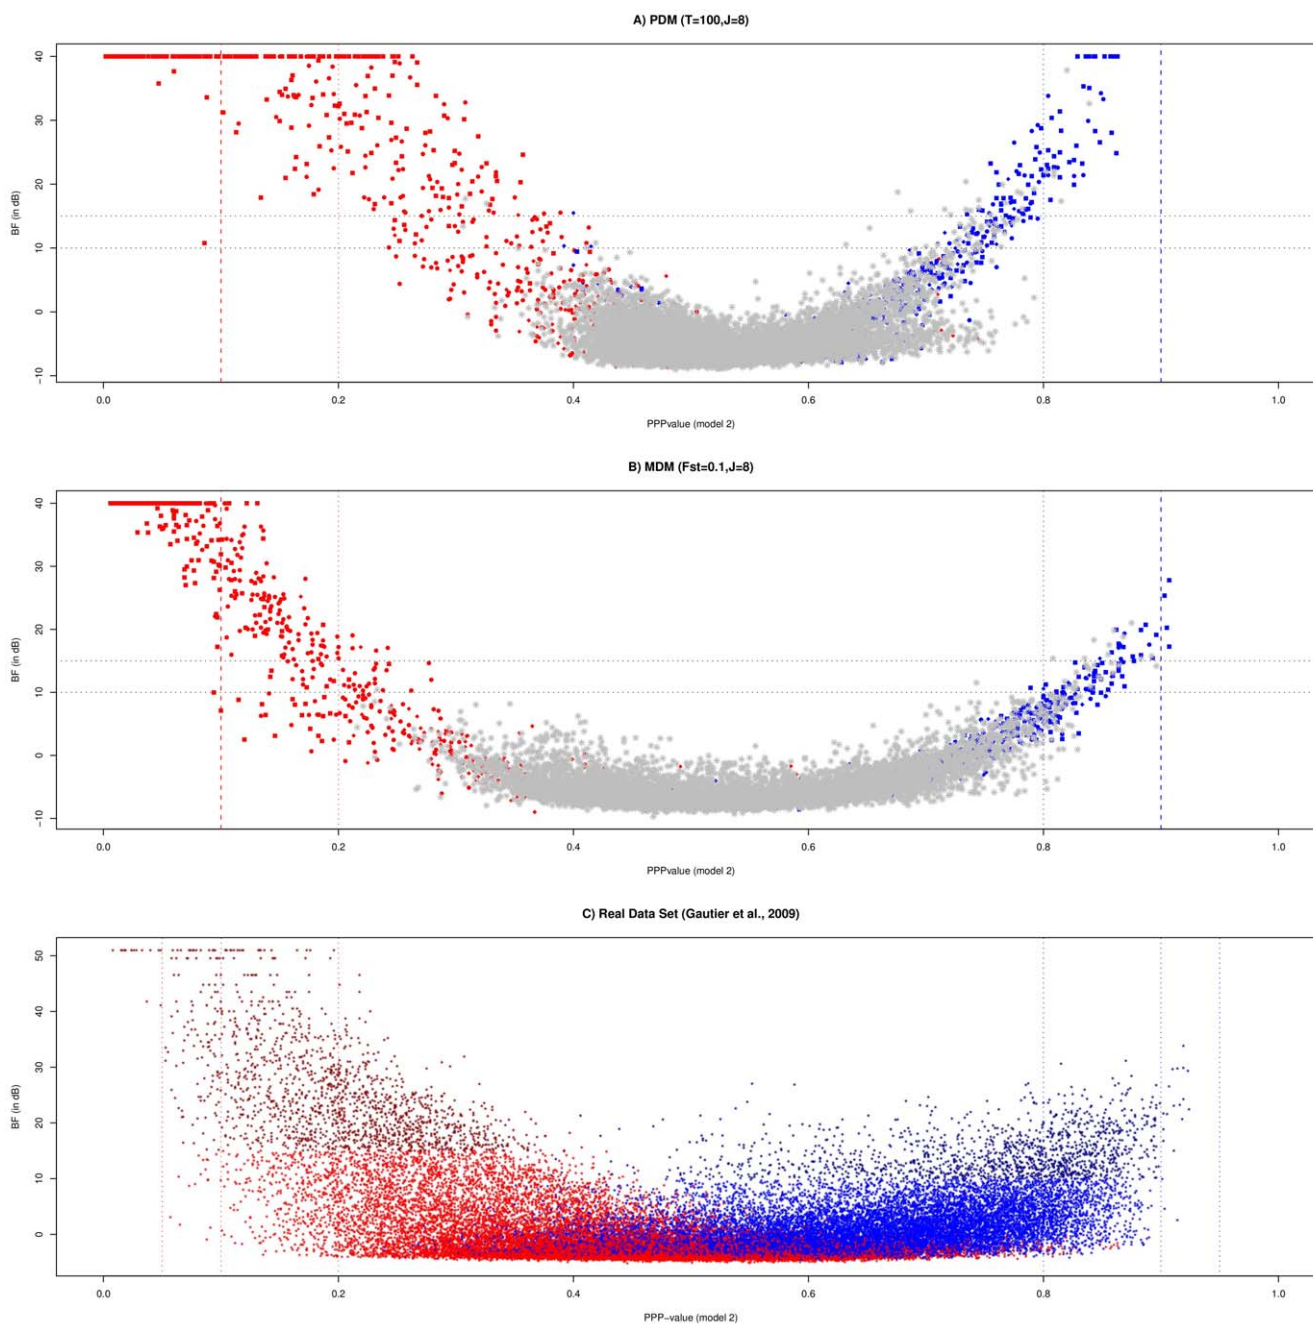 A) PDM (T=100,J=8)
BF (in dB)
40
30
20
10
0
−10
0.0 0.2 0.4 0.6 0.8 1.0
PPPvalue (model 2)
B) MDM (Fst=0.1,J=8)
BF (in dB)
40
30
20
10
0
−10
0.0 0.2 0.4 0.6 0.8 1.0
PPPvalue (model 2)
C) Real Data Set (Gautier et al., 2009)
BF (in dB)
50
40
30
20
10
0
0.0 0.2 0.4 0.6 0.8 1.0
PPP−value (model 2)